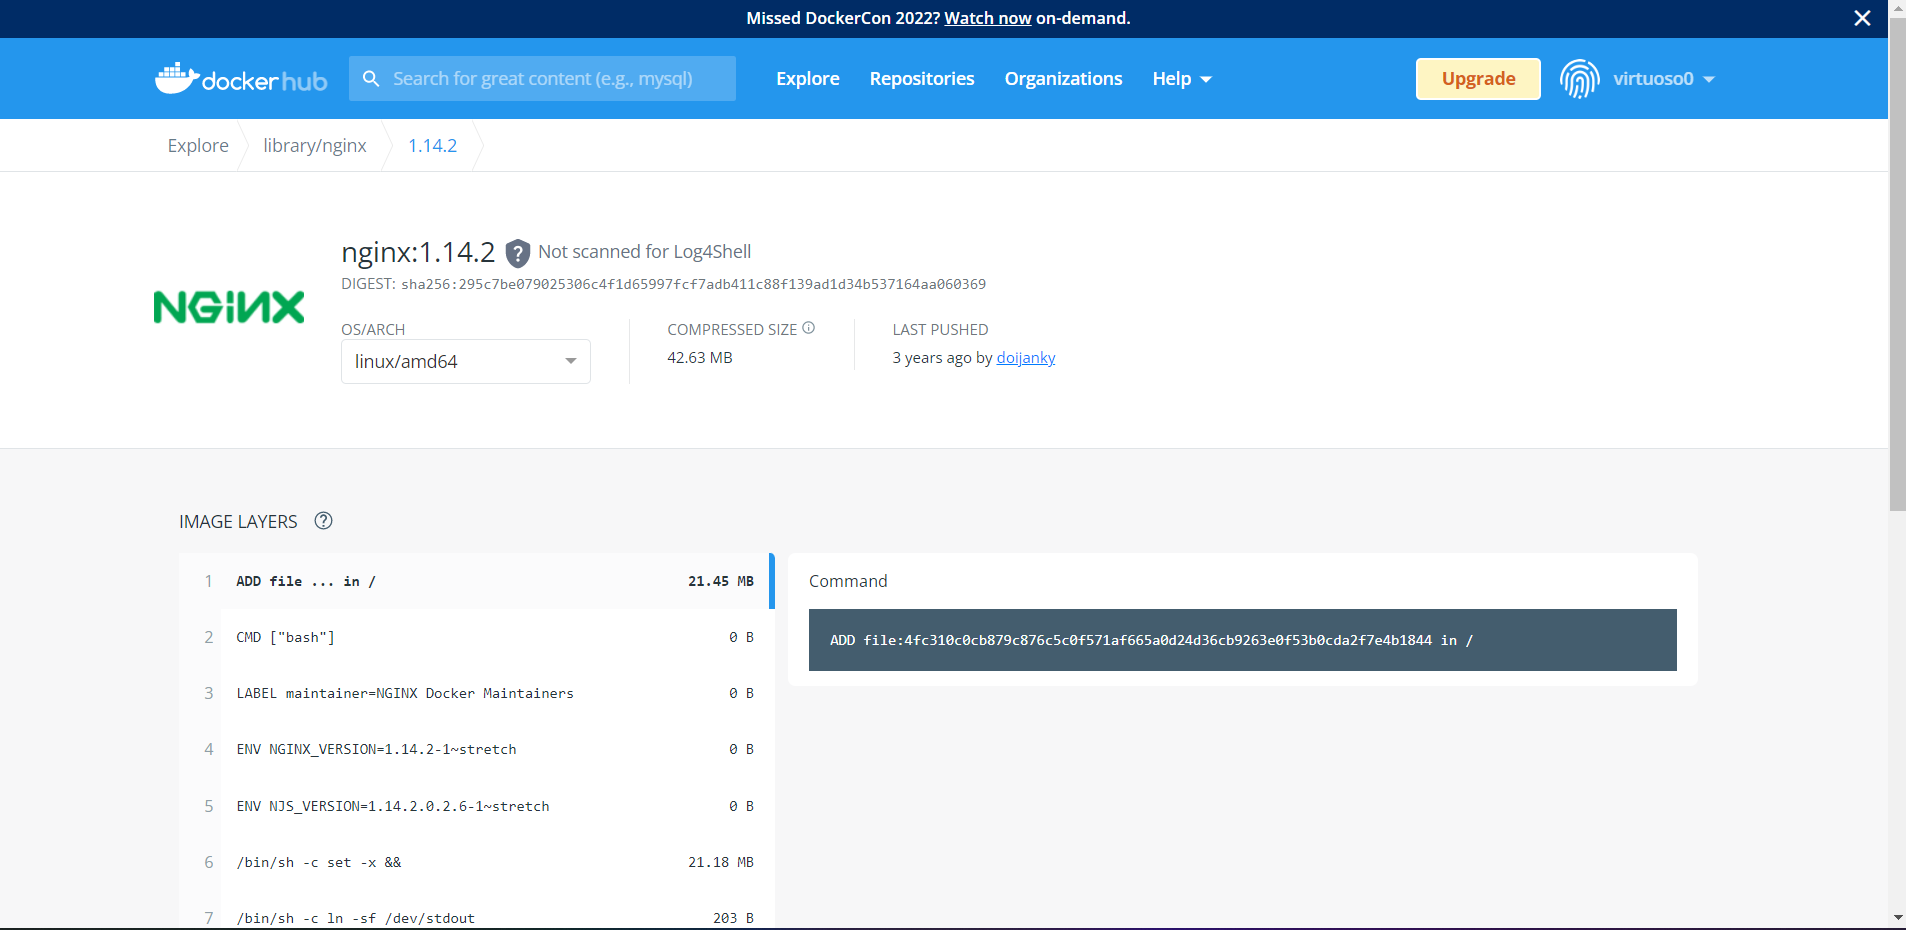 Missed DockerCon 2022? Watch now on-demand.
docker hub
Search for great content (e.g., mysql)
Explore
Repositories
Organizations
Help
Upgrade
virtuoso0
Explore
library/nginx
1.14.2
NGINX
nginx:1.14.2
Not scanned for Log4Shell
DIGEST: sha256:295c7be079025306c4f1d65997fcf7adb411c88f139ad1d34b537164aa060369
OS/ARCH
linux/amd64
COMPRESSED SIZE
42.63 MB
LAST PUSHED
3 years ago by doijanky
IMAGE LAYERS
1 ADD file ... in / 21.45 MB
2 CMD ["bash"] 0 B
3 LABEL maintainer=NGINX Docker Maintainers 0 B
4 ENV NGINX_VERSION=1.14.2-1~stretch 0 B
5 ENV NJS_VERSION=1.14.2.0.2.6-1~stretch 0 B
6 /bin/sh -c set -x && 21.18 MB
7 /bin/sh -c ln -sf /dev/stdout 203 B
Command
ADD file:4fc310c0cb879c876c5c0f571af665a0d24d36cb9263e0f53b0cda2f7e4b1844 in /